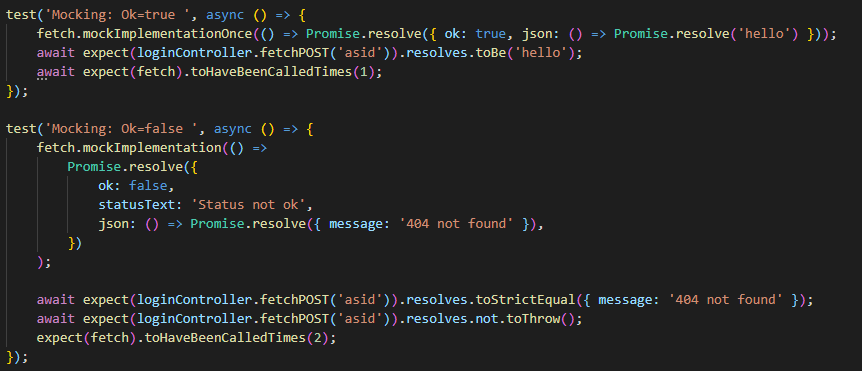 test('Mocking: Ok=true ', async () => {
    fetch.mockImplementationOnce(() => Promise.resolve({ ok: true, json: () => Promise.resolve('hello') }));
    await expect(loginController.fetchPOST('asid')).resolves.toBe('hello');
    await expect(fetch).toHaveBeenCalledTimes(1);
});

test('Mocking: Ok=false ', async () => {
    fetch.mockImplementation(() =>
        Promise.resolve({
            ok: false,
            statusText: 'Status not ok',
            json: () => Promise.resolve({ message: '404 not found' }),
        })
    );

    await expect(loginController.fetchPOST('asid')).resolves.toStrictEqual({ message: '404 not found' });
    await expect(loginController.fetchPOST('asid')).resolves.not.toThrow();
    expect(fetch).toHaveBeenCalledTimes(2);
});